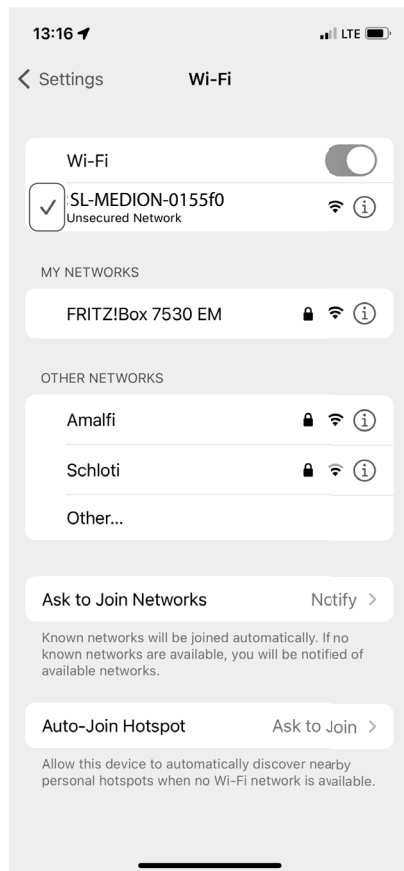 13:16
LTE
Settings
Wi-Fi
Wi-Fi
SL-MEDION-0155f0
Unsecured Network
MY NETWORKS
FRITZ!Box 7530 EM
OTHER NETWORKS
Amalfi
Schloti
Other...
Ask to Join Networks Notify
Known networks will be joined automatically. If no
known networks are available, you will be notified of
available networks.
Auto-Join Hotspot Ask to Join
Allow this device to automatically discover nearby
personal hotspots when no Wi-Fi network is available.